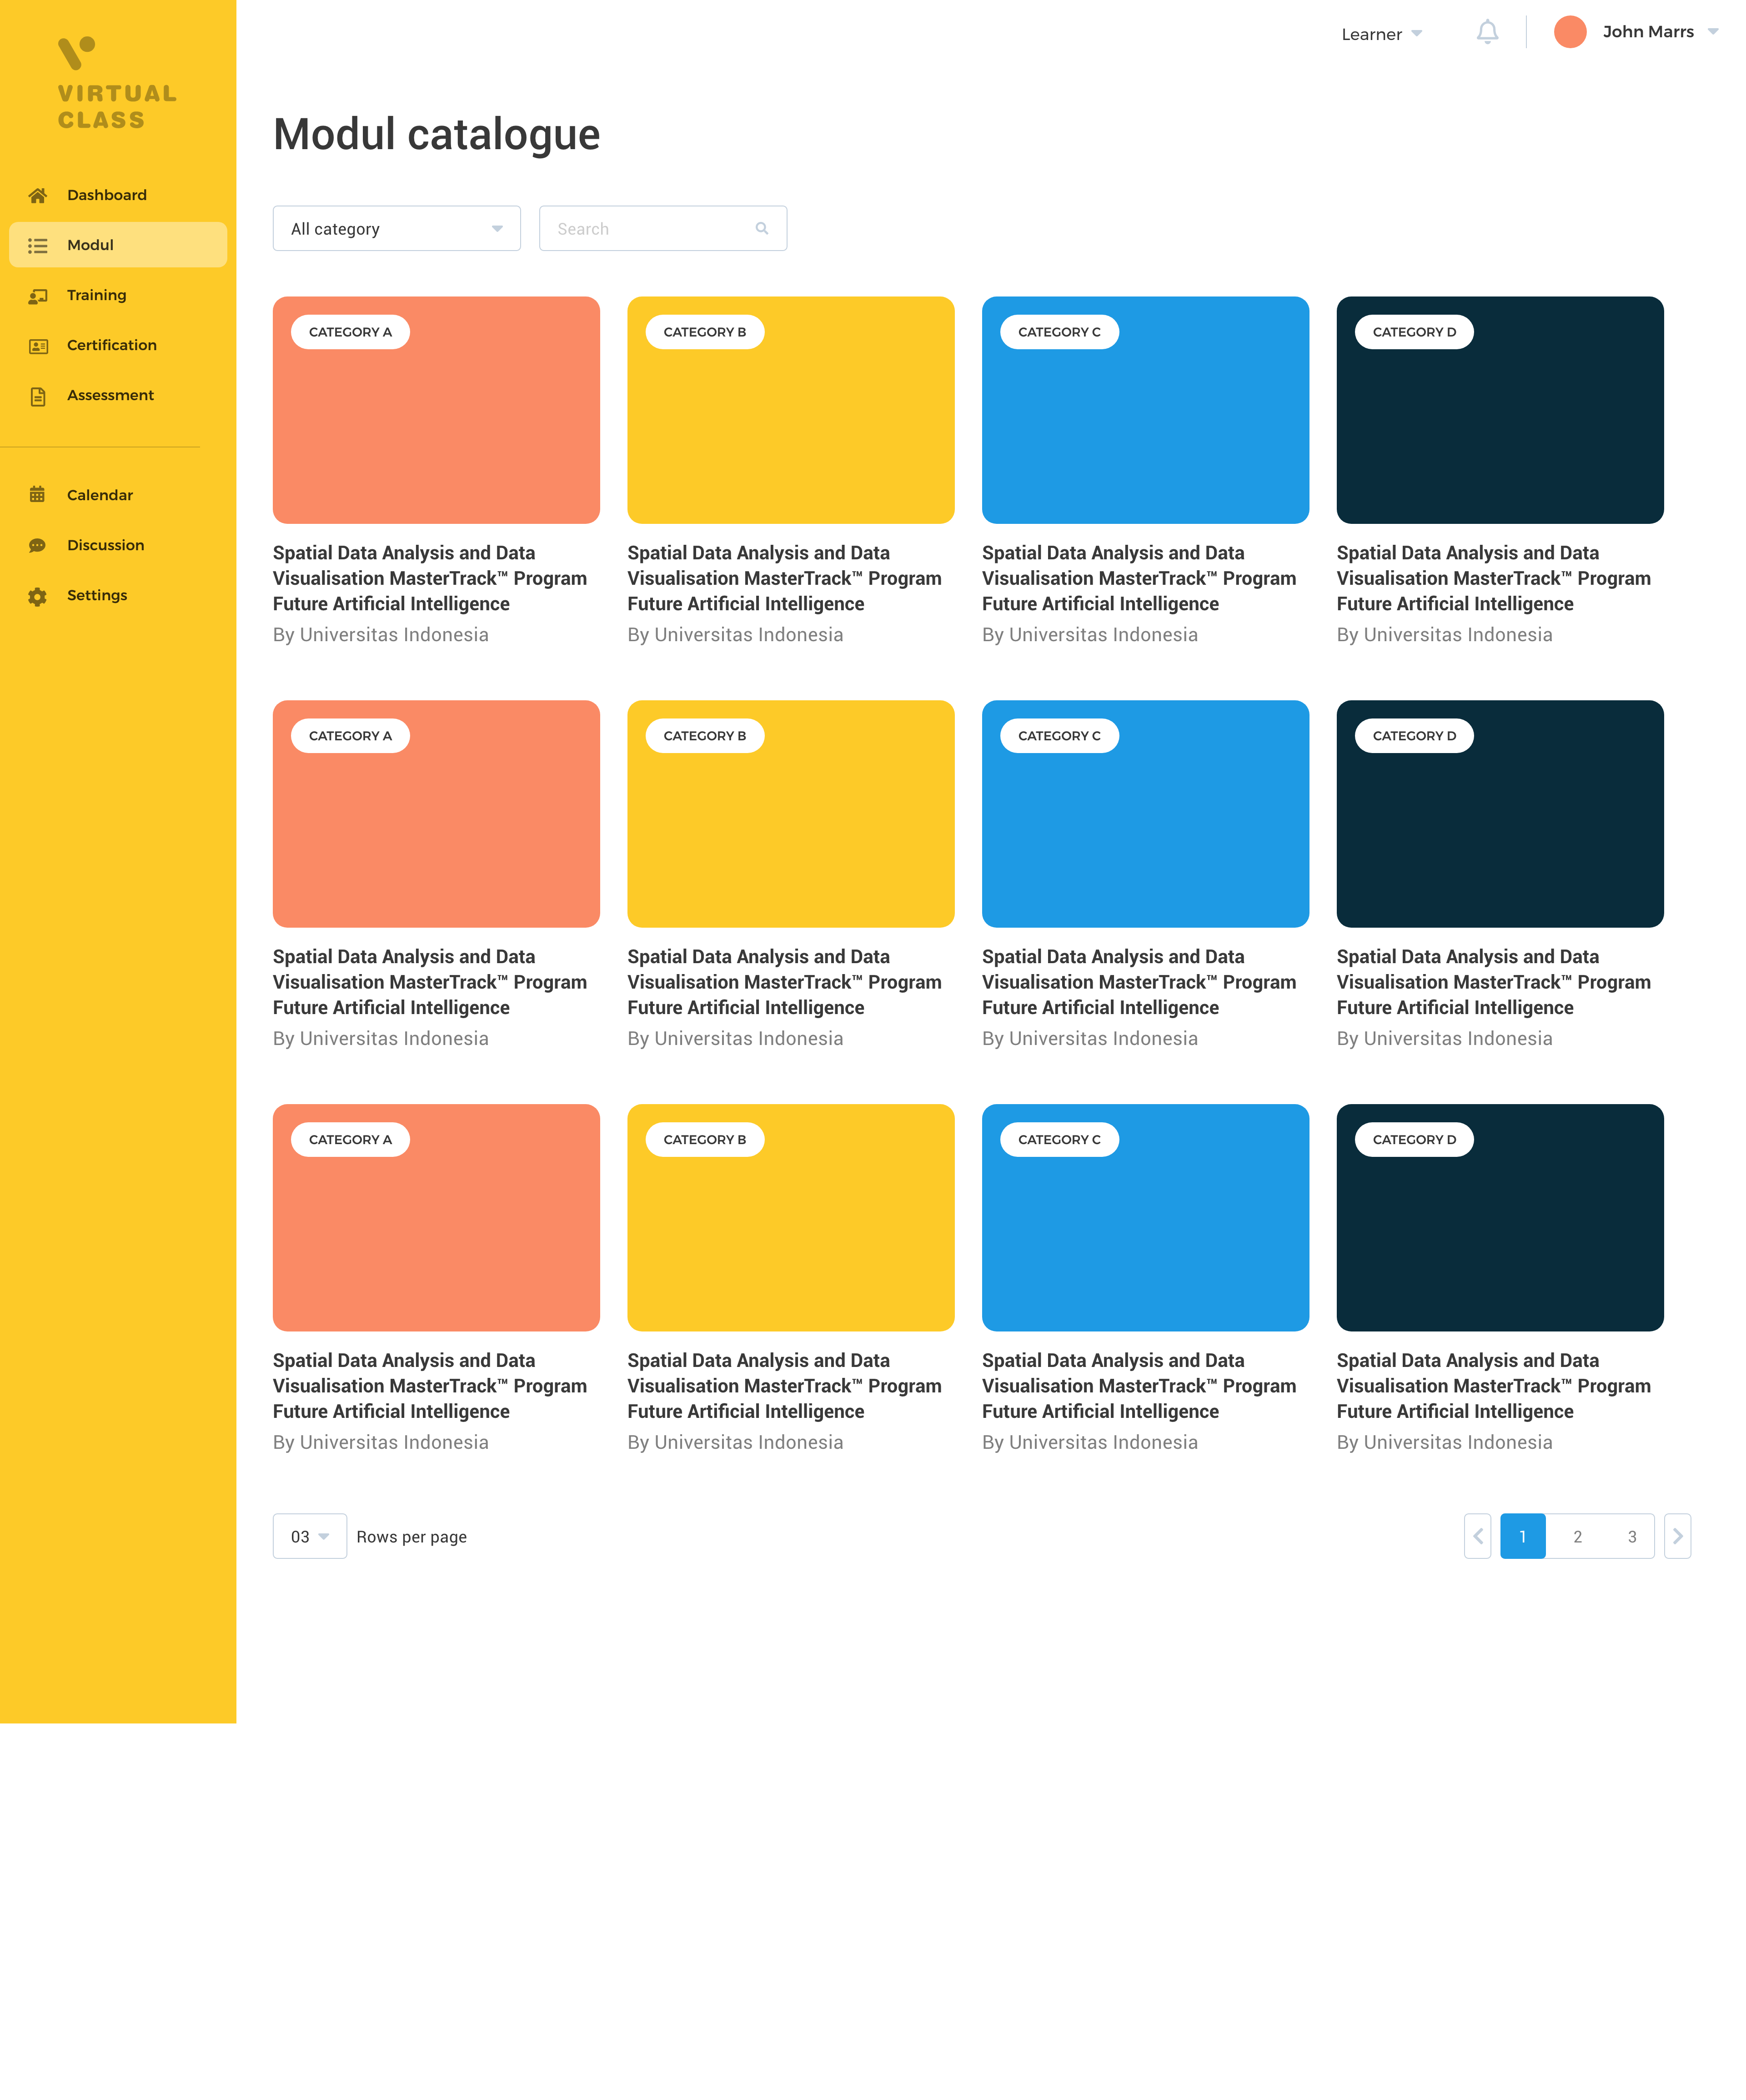 VIRTUAL
CLASS
Dashboard
Modul
Training
Certification
Assessment
Calendar
Discussion
Settings
Learner
John Marrs
Modul catalogue
All category
Search
CATEGORY A
Spatial Data Analysis and Data
Visualisation MasterTrack™ Program
Future Artificial Intelligence
By Universitas Indonesia
CATEGORY B
Spatial Data Analysis and Data
Visualisation MasterTrack™ Program
Future Artificial Intelligence
By Universitas Indonesia
CATEGORY C
Spatial Data Analysis and Data
Visualisation MasterTrack™ Program
Future Artificial Intelligence
By Universitas Indonesia
CATEGORY D
Spatial Data Analysis and Data
Visualisation MasterTrack™ Program
Future Artificial Intelligence
By Universitas Indonesia
CATEGORY A
Spatial Data Analysis and Data
Visualisation MasterTrack™ Program
Future Artificial Intelligence
By Universitas Indonesia
CATEGORY B
Spatial Data Analysis and Data
Visualisation MasterTrack™ Program
Future Artificial Intelligence
By Universitas Indonesia
CATEGORY C
Spatial Data Analysis and Data
Visualisation MasterTrack™ Program
Future Artificial Intelligence
By Universitas Indonesia
CATEGORY D
Spatial Data Analysis and Data
Visualisation MasterTrack™ Program
Future Artificial Intelligence
By Universitas Indonesia
CATEGORY A
Spatial Data Analysis and Data
Visualisation MasterTrack™ Program
Future Artificial Intelligence
By Universitas Indonesia
CATEGORY B
Spatial Data Analysis and Data
Visualisation MasterTrack™ Program
Future Artificial Intelligence
By Universitas Indonesia
CATEGORY C
Spatial Data Analysis and Data
Visualisation MasterTrack™ Program
Future Artificial Intelligence
By Universitas Indonesia
CATEGORY D
Spatial Data Analysis and Data
Visualisation MasterTrack™ Program
Future Artificial Intelligence
By Universitas Indonesia
03 Rows per page
1 2 3